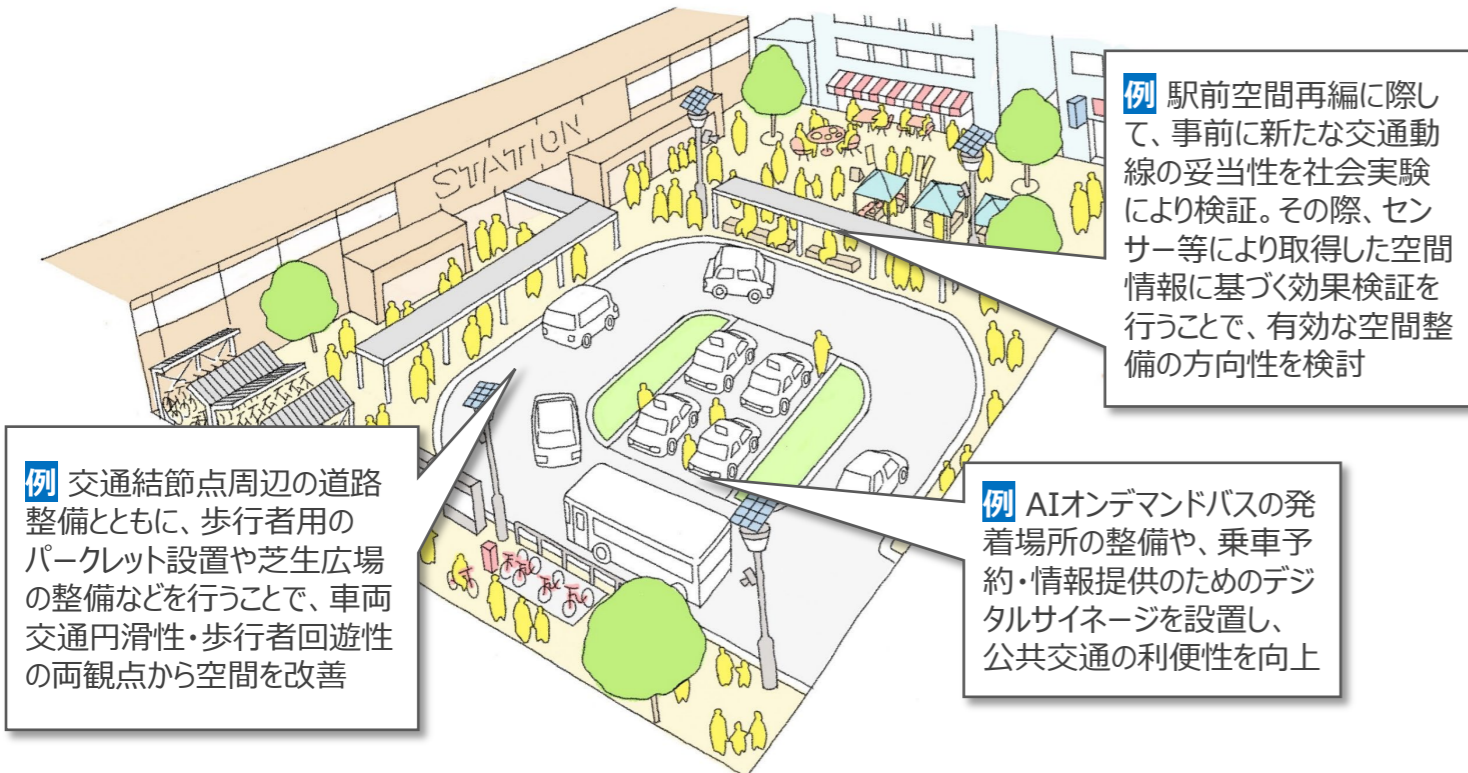 STATION
例 駅前空間再編に際し
て、事前に新たな交通動
線の妥当性を社会実験
により検証。その際、セン
サー等により取得した空間
情報に基づく効果検証を
行うことで、有効な空間整
備の方向性を検討
例 交通結節点周辺の道路
整備とともに、歩行者用の
パークレット設置や芝生広場
の整備などを行うことで、車両
交通円滑性・歩行者回遊性
の両観点から空間を改善
例 AIオンデマンドバスの発
着場所の整備や、乗車予
約・情報提供のためのデジ
タルサイネージを設置し、
公共交通の利便性を向上